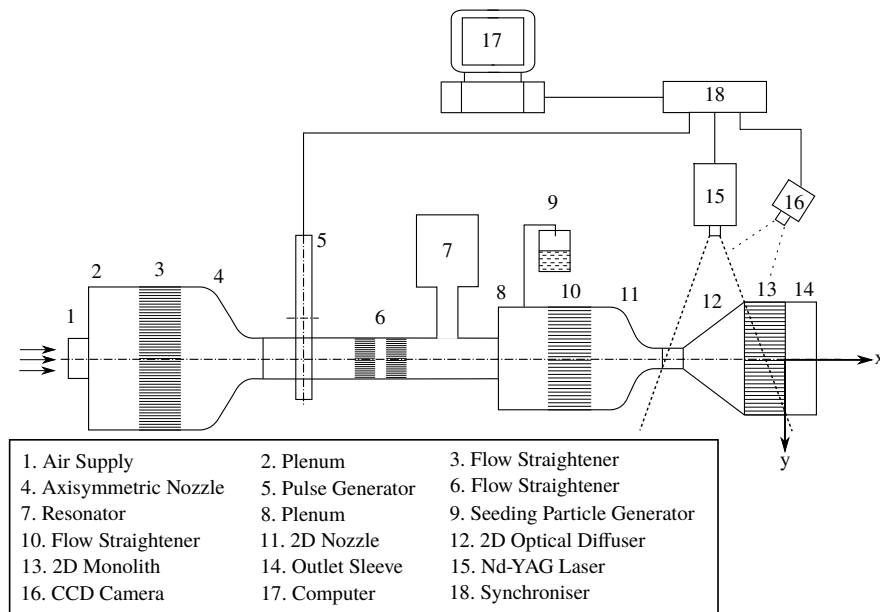 17
18
15
16
9
5
7
2
3
4
6
8
10
11
12
13
14
1
x
y
1. Air Supply 2. Plenum 3. Flow Straightener
4. Axisymmetric Nozzle 5. Pulse Generator 6. Flow Straightener
7. Resonator 8. Plenum 9. Seeding Particle Generator
10. Flow Straightener 11. 2D Nozzle 12. 2D Optical Diffuser
13. 2D Monolith 14. Outlet Sleeve 15. Nd-YAG Laser
16. CCD Camera 17. Computer 18. Synchroniser